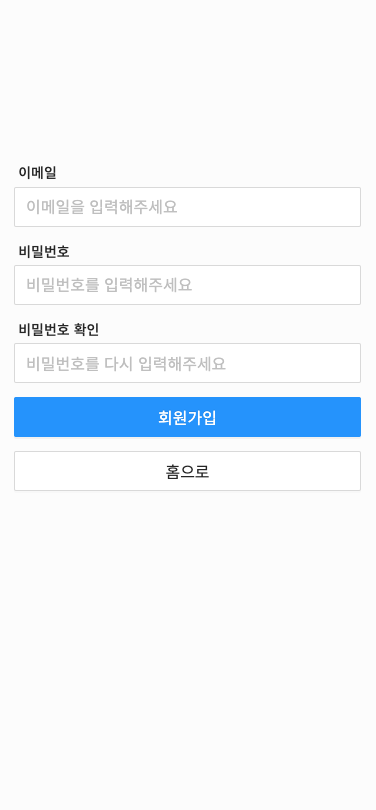 이메일
이메일을 입력해주세요
비밀번호
비밀번호를 입력해주세요
비밀번호 확인
비밀번호를 다시 입력해주세요
회원가입
홈으로